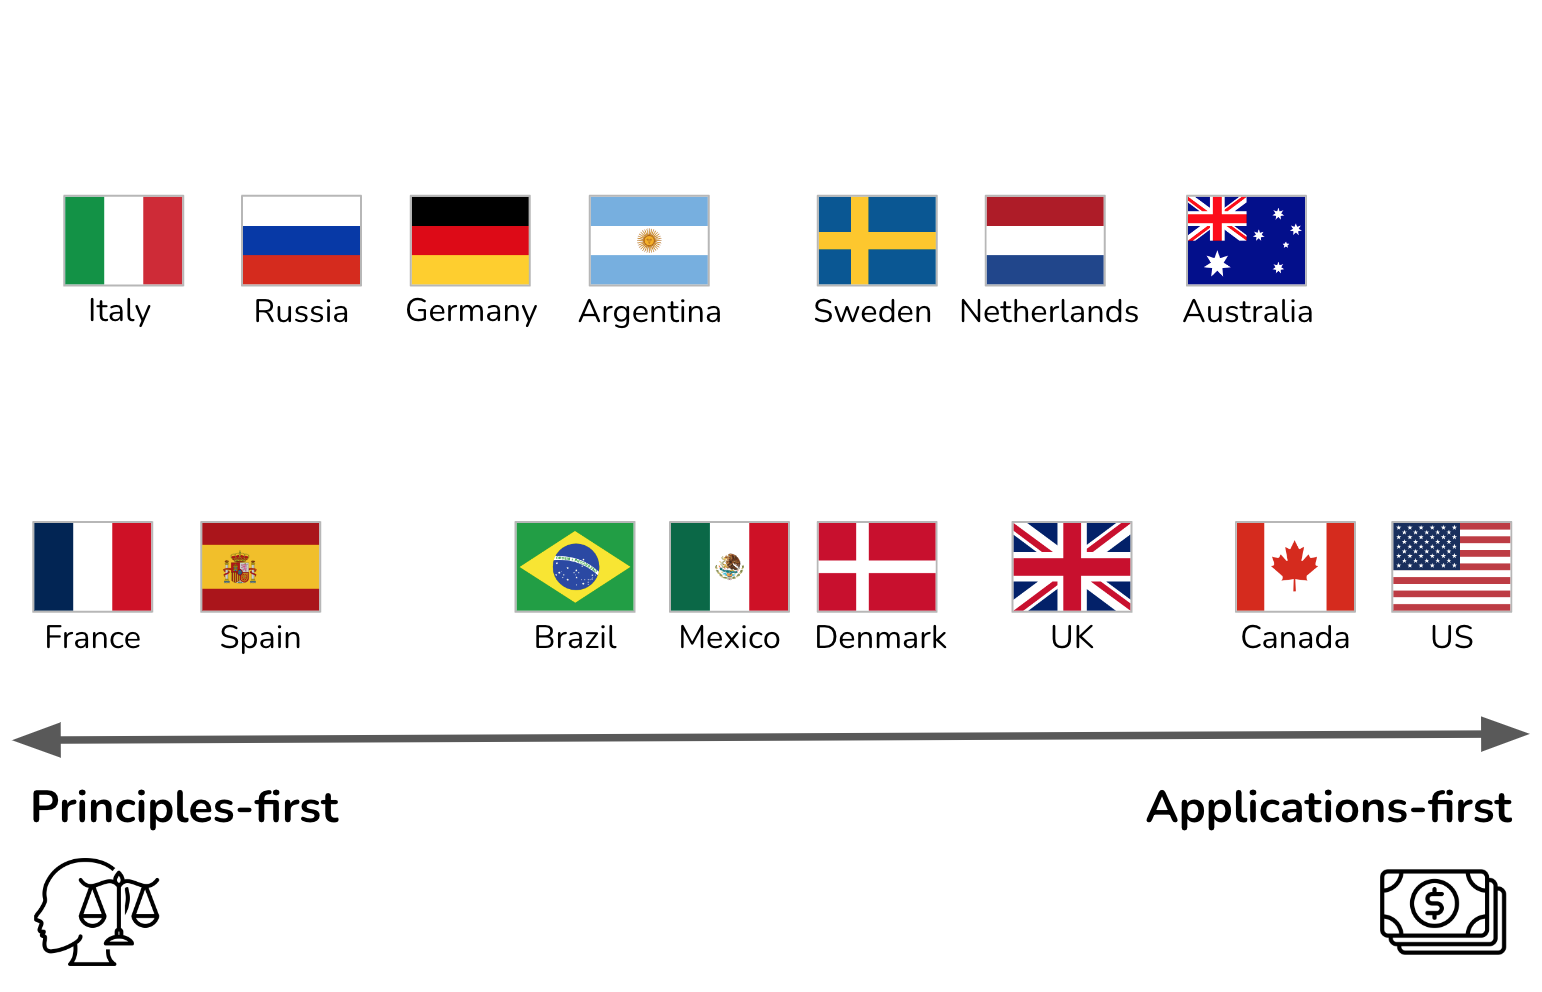 Italy Russia Germany Argentina Sweden Netherlands Australia
France Spain Brazil Mexico Denmark UK Canada US
Principles-first Applications-first
$